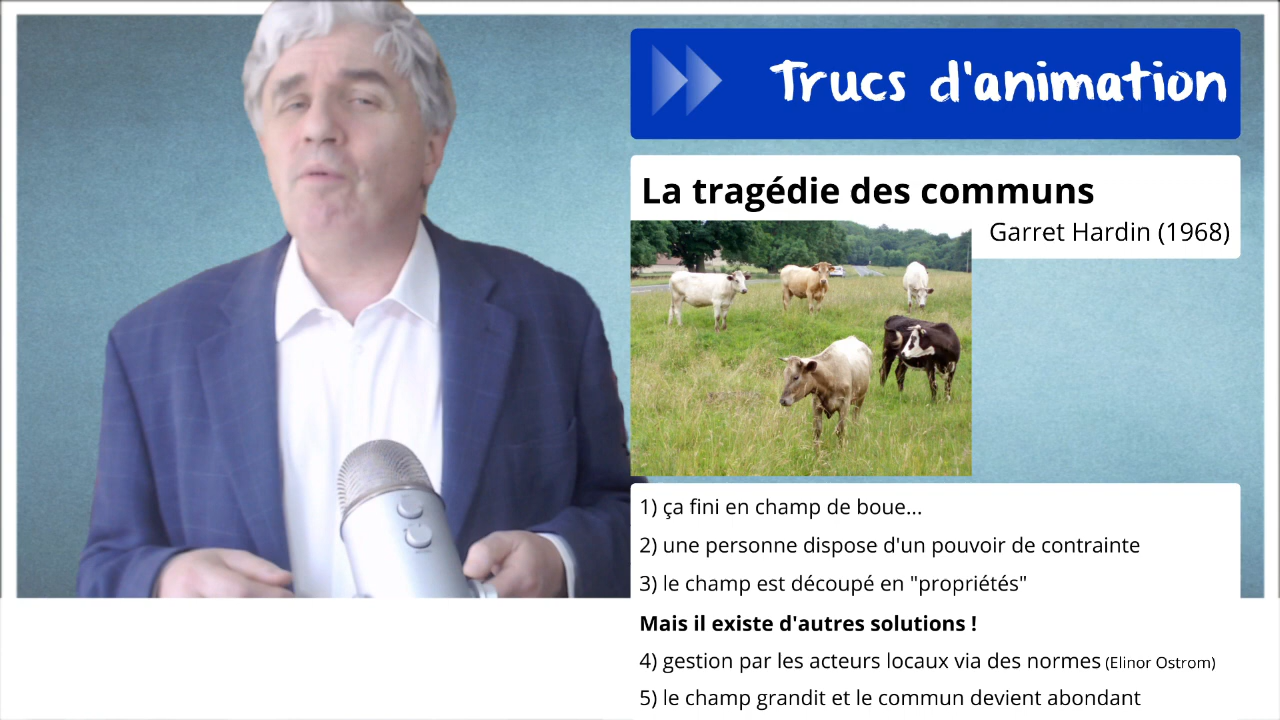 Trucs d'animation
La tragédie des communs
Garret Hardin (1968)
1) ça fini en champ de boue...
2) une personne dispose d'un pouvoir de contrainte
3) le champ est découpé en "propriétés"
Mais il existe d'autres solutions !
4) gestion par les acteurs locaux via des normes (Elinor Ostrom)
5) le champ grandit et le commun devient abondant